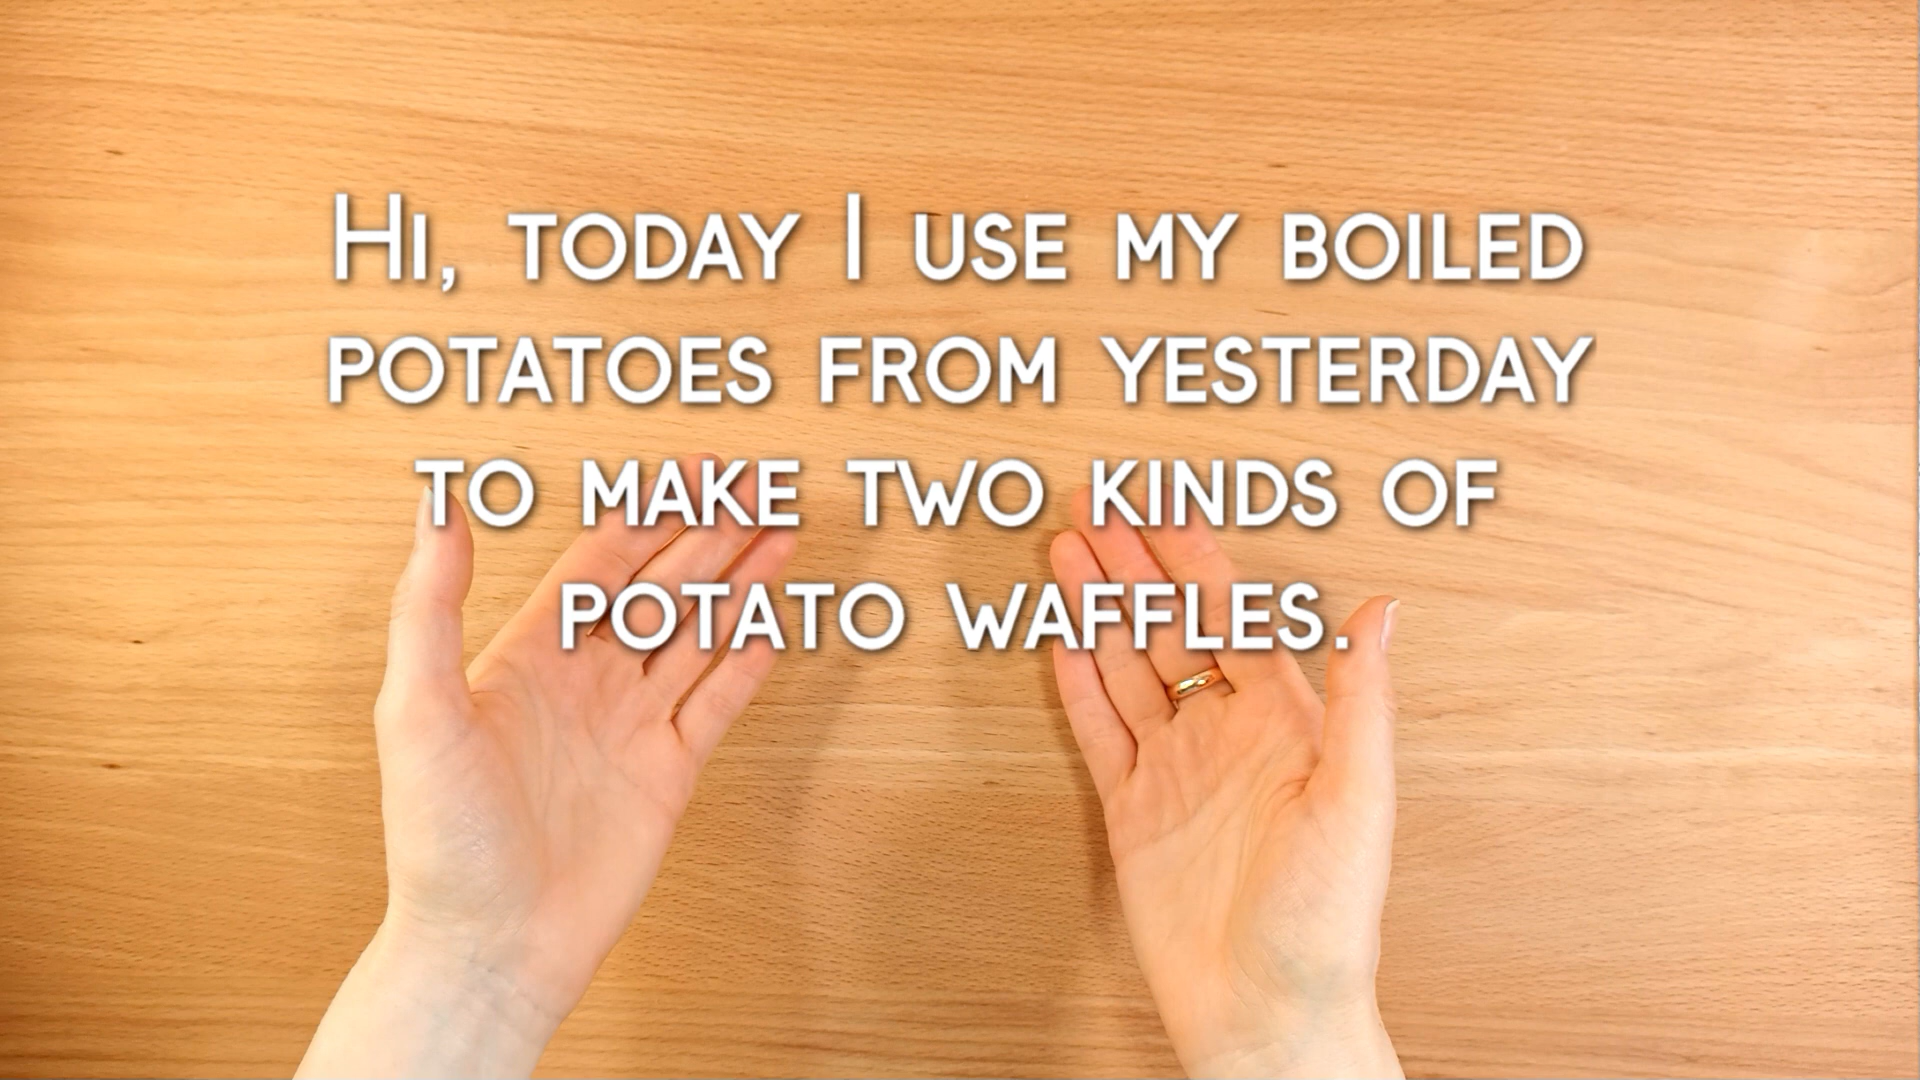 Hi, today I use my boiled
potatoes from yesterday
to make two kinds of
potato waffles.